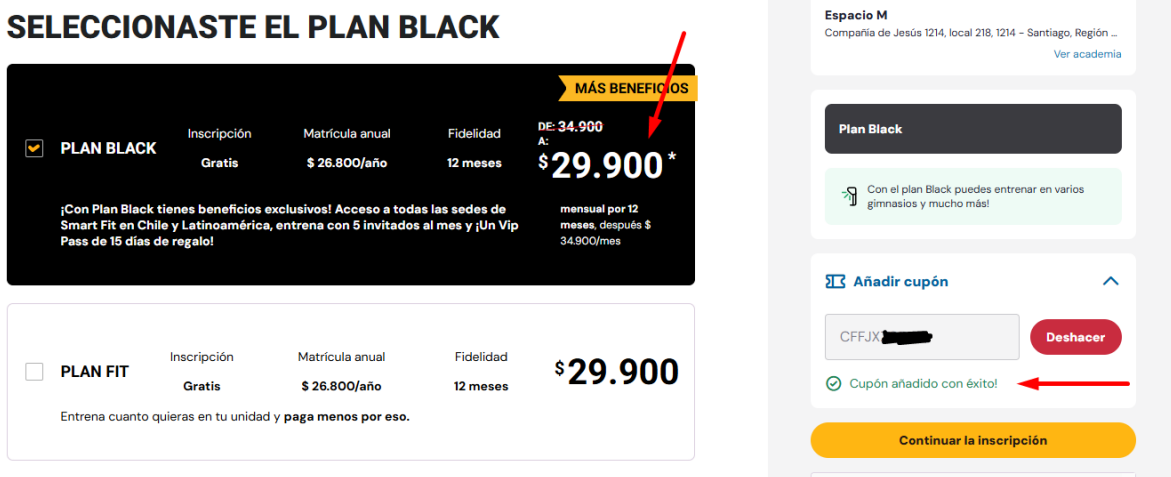 SELECCIONASTE EL PLAN BLACK
MÁS BENEFICIOS
PLAN BLACK
Inscripción
Gratis
Matrícula anual
$ 26.800/año
Fidelidad
12 meses
DE: 34.900
A:
$29.900*
¡Con Plan Black tienes beneficios exclusivos! Acceso a todas las sedes de
Smart Fit en Chile y Latinoamérica, entrena con 5 invitados al mes y ¡Un Vip
Pass de 15 días de regalo!
mensual por 12
meses, después $
34.900/mes
PLAN FIT
Inscripción
Gratis
Matrícula anual
$ 26.800/año
Fidelidad
12 meses
$29.900
Entrena cuanto quieras en tu unidad y paga menos por eso.
Espacio M
Compañia de Jesús 1214, local 218, 1214 – Santiago, Región ...
Ver academia
Plan Black
Con el plan Black puedes entrenar en varios
gimnasios y mucho más!
Añadir cupón
CFFJX
Deshacer
Cupón añadido con éxito!
Continuar la inscripción